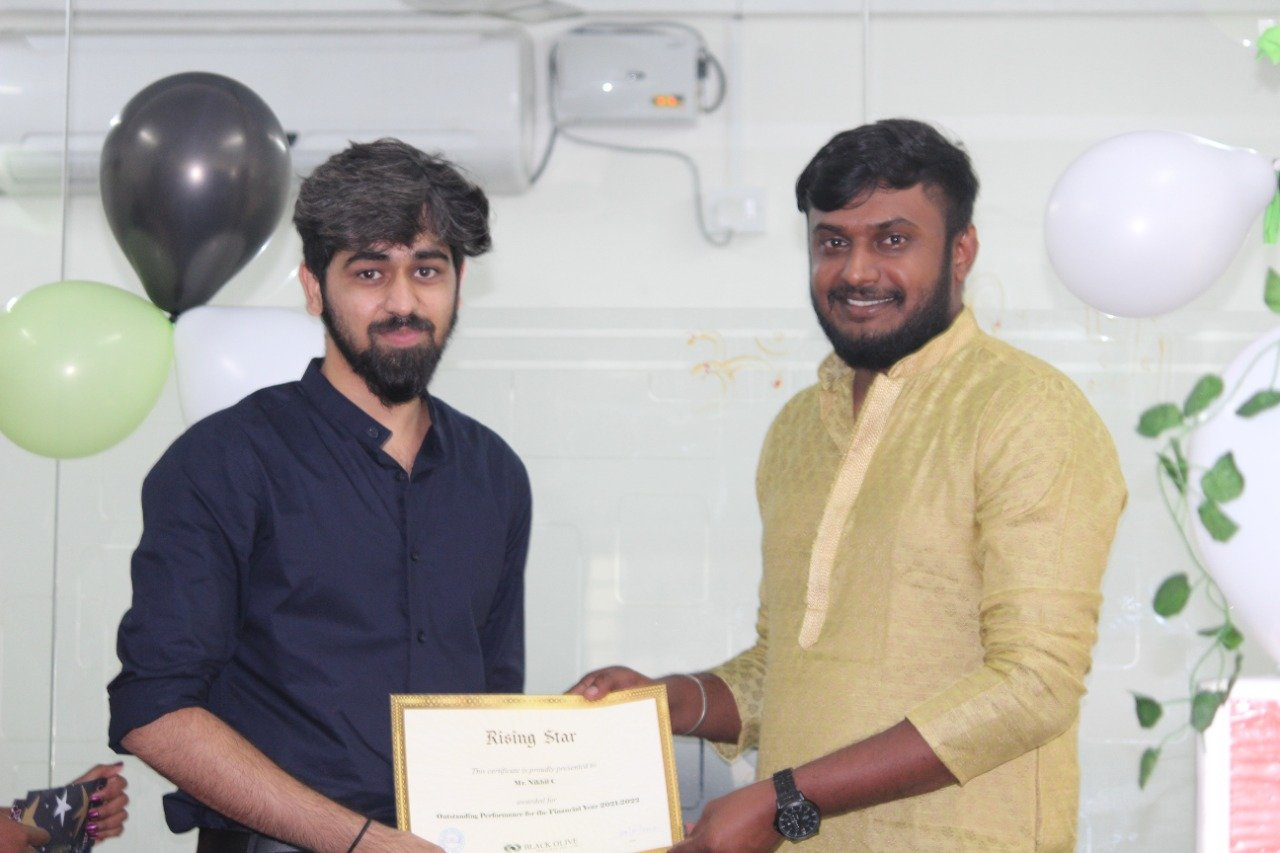 Rising Star
This certificate is proudly presented to
Mr. Nikhil C
awarded for
Outstanding Performance for the Financial Year 2021-2022
BLACK OLIVE